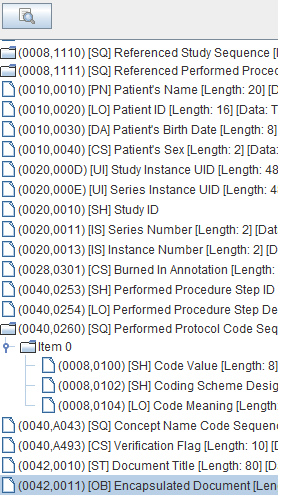 (0008,1110) [SQ] Referenced Study Sequence [
(0008,1111) [SQ] Referenced Performed Proced
(0010,0010) [PN] Patient's Name [Length: 20] [D
(0010,0020) [LO] Patient ID [Length: 16] [Data: T
(0010,0030) [DA] Patient's Birth Date [Length: 8]
(0010,0040) [CS] Patient's Sex [Length: 2] [Data:
(0020,000D) [UI] Study Instance UID [Length: 48
(0020,000E) [UI] Series Instance UID [Length: 4
(0020,0010) [SH] Study ID
(0020,0011) [IS] Series Number [Length: 2] [Dat
(0020,0013) [IS] Instance Number [Length: 2] [D
(0028,0301) [CS] Burned In Annotation [Length:
(0040,0253) [SH] Performed Procedure Step ID
(0040,0254) [LO] Performed Procedure Step De
(0040,0260) [SQ] Performed Protocol Code Seq
Item 0
(0008,0100) [SH] Code Value [Length: 8]
(0008,0102) [SH] Coding Scheme Desig
(0008,0104) [LO] Code Meaning [Length
(0040,A043) [SQ] Concept Name Code Sequenc
(0040,A493) [CS] Verification Flag [Length: 10] [D
(0042,0010) [ST] Document Title [Length: 80] [D
(0042,0011) [OB] Encapsulated Document [Len